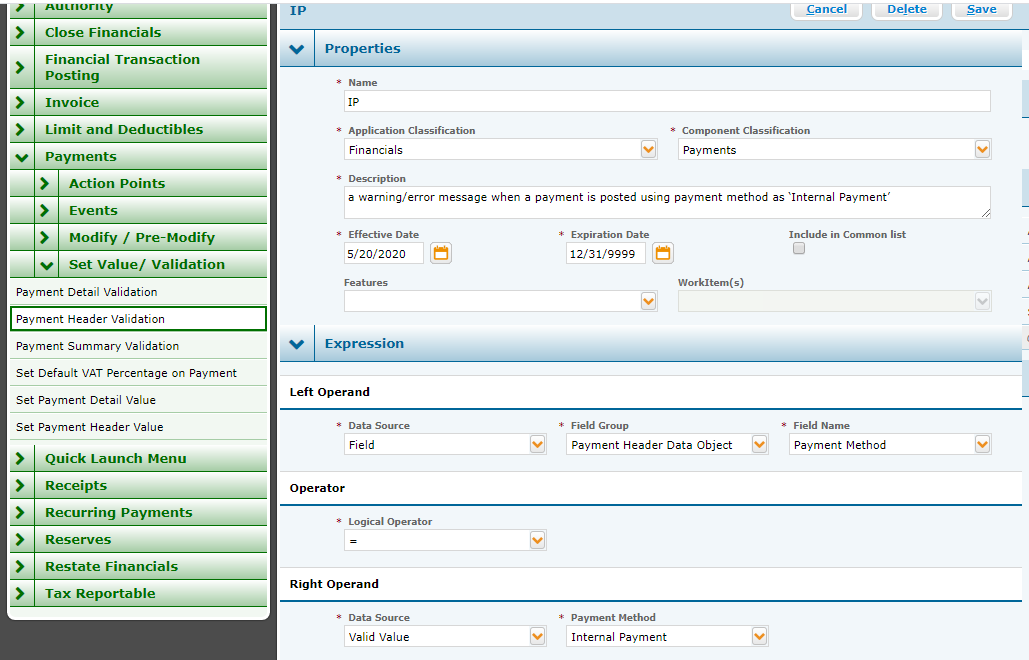 Authority
Close Financials
Financial Transaction
Posting
Invoice
Limit and Deductibles
Payments
Action Points
Events
Modify / Pre-Modify
Set Value/ Validation
Payment Detail Validation
Payment Header Validation
Payment Summary Validation
Set Default VAT Percentage on Payment
Set Payment Detail Value
Set Payment Header Value
Quick Launch Menu
Receipts
Recurring Payments
Reserves
Restate Financials
Tax Reportable
IP
Cancel Delete Save
Properties
* Name
IP
* Application Classification * Component Classification
Financials Payments
* Description
a warning/error message when a payment is posted using payment method as ‘Internal Payment’
* Effective Date * Expiration Date Include in Common list
5/20/2020 12/31/9999
Features WorkItem(s)
Expression
Left Operand
* Data Source * Field Group * Field Name
Field Payment Header Data Object Payment Method
Operator
* Logical Operator
=
Right Operand
* Data Source * Payment Method
Valid Value Internal Payment